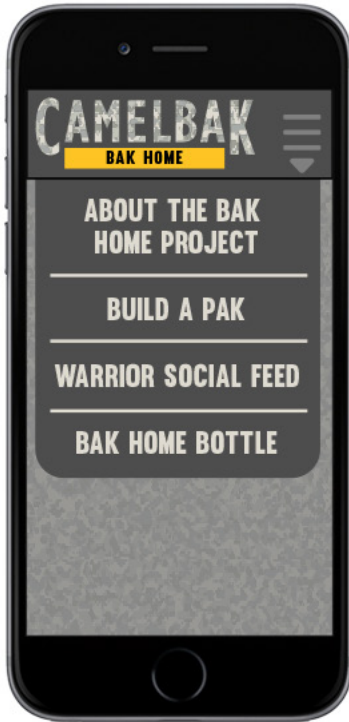 CAMELBAK
BAK HOME
ABOUT THE BAK
HOME PROJECT
BUILD A PAK
WARRIOR SOCIAL FEED
BAK HOME BOTTLE